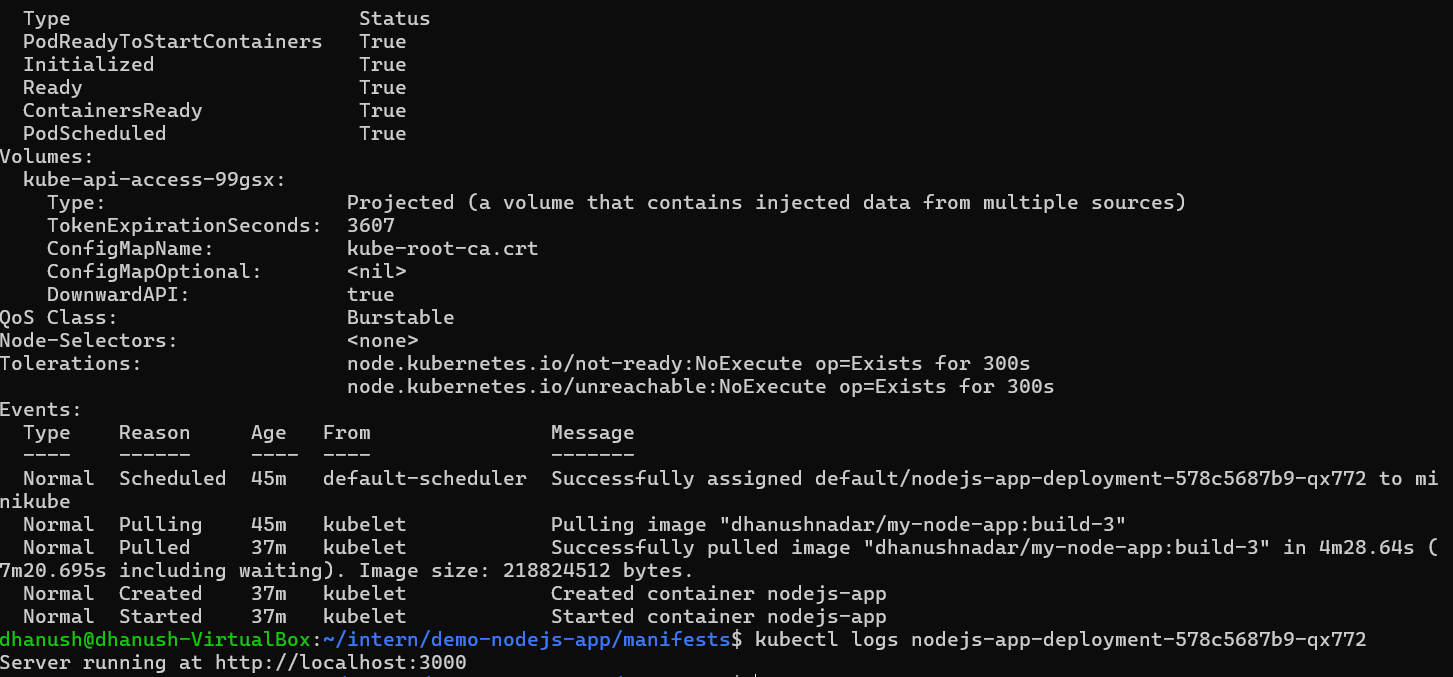 Type                        Status
  PodReadyToStartContainers   True
  Initialized                 True
  Ready                       True
  ContainersReady             True
  PodScheduled                True
Volumes:
  kube-api-access-99gsx:
    Type:                    Projected (a volume that contains injected data from multiple sources)
    TokenExpirationSeconds:  3607
    ConfigMapName:           kube-root-ca.crt
    ConfigMapOptional:       <nil>
    DownwardAPI:             true
QoS Class:                   Burstable
Node-Selectors:              <none>
Tolerations:                 node.kubernetes.io/not-ready:NoExecute op=Exists for 300s
                             node.kubernetes.io/unreachable:NoExecute op=Exists for 300s
Events:
  Type    Reason     Age   From               Message
  ----    ------     ----  ----               -------
  Normal  Scheduled  45m   default-scheduler  Successfully assigned default/nodejs-app-deployment-578c5687b9-qx772 to mi
nikube
  Normal  Pulling    45m   kubelet            Pulling image "dhanushnadar/my-node-app:build-3"
  Normal  Pulled     37m   kubelet            Successfully pulled image "dhanushnadar/my-node-app:build-3" in 4m28.64s (
7m20.695s including waiting). Image size: 218824512 bytes.
  Normal  Created    37m   kubelet            Created container nodejs-app
  Normal  Started    37m   kubelet            Started container nodejs-app
dhanush@dhanush-VirtualBox:~/intern/demo-nodejs-app/manifests$ kubectl logs nodejs-app-deployment-578c5687b9-qx772
Server running at http://localhost:3000